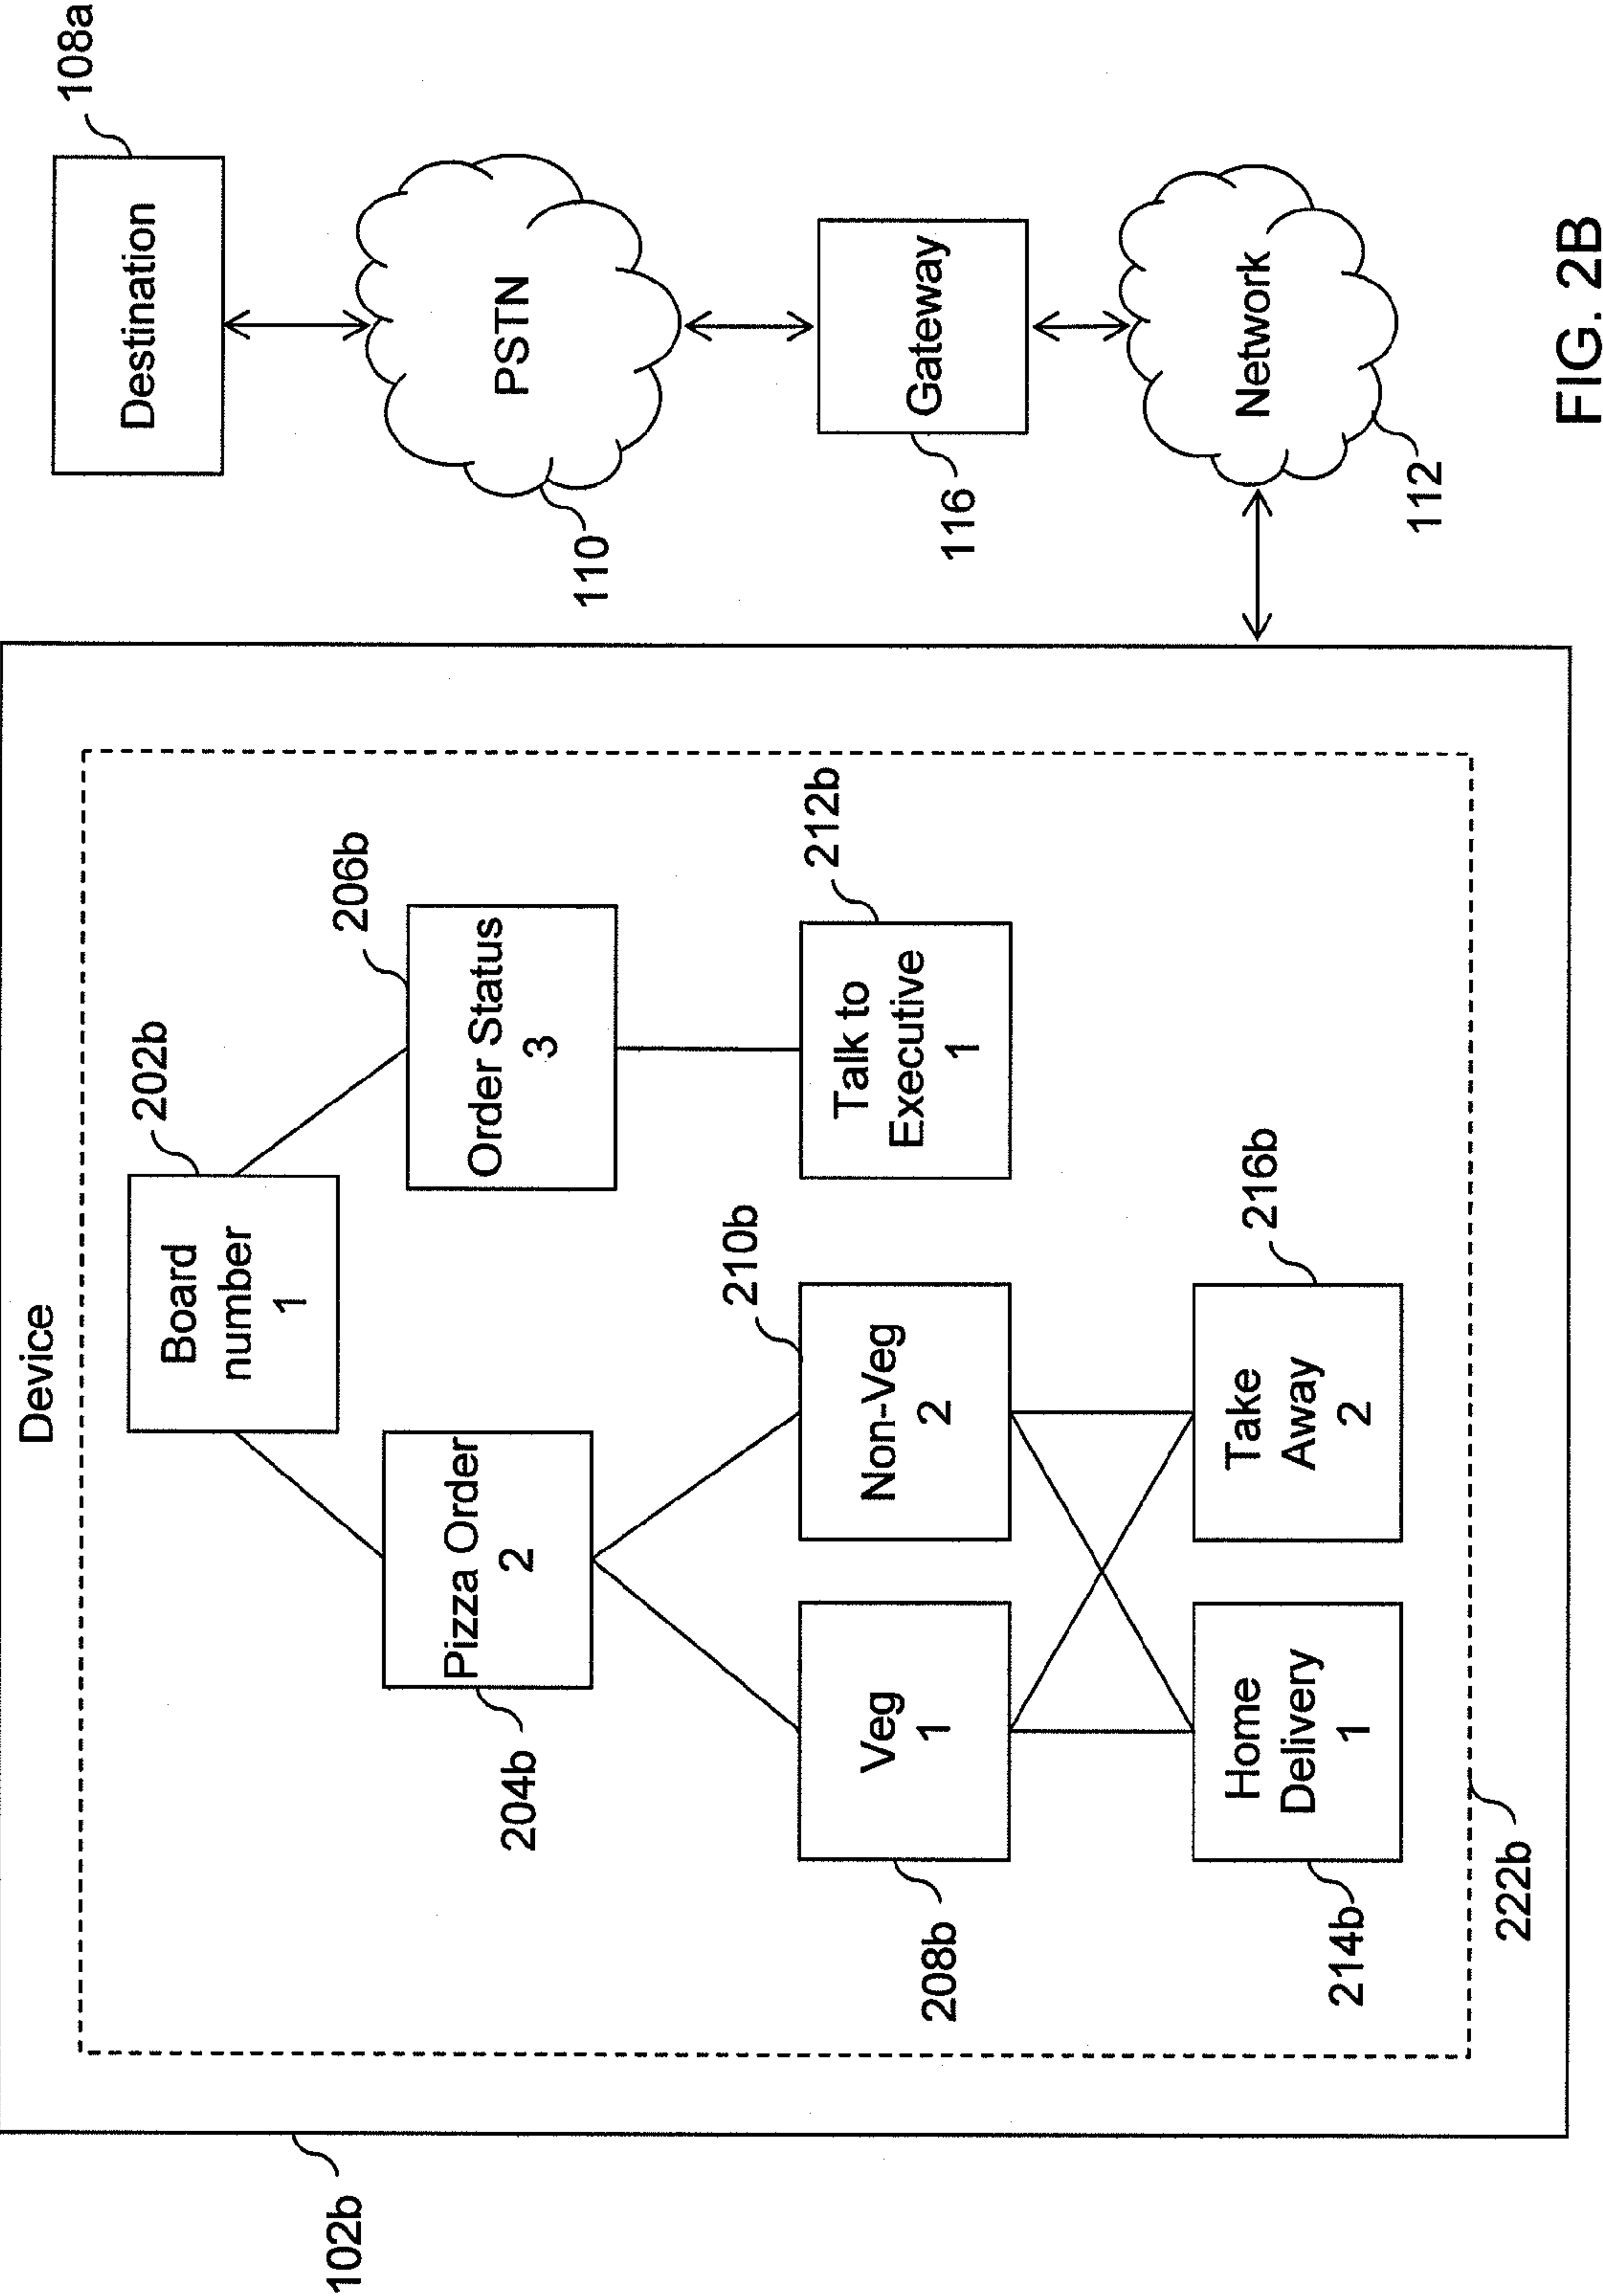 Device
102b
Board
number
1
202b
Pizza Order
2
204b
Order Status
3
206b
Veg
1
208b
Non-Veg
2
210b
Talk to
Executive
1
212b
Home
Delivery
1
214b
Take
Away
2
216b
222b
Destination
108a
PSTN
110
Gateway
116
Network
112
FIG. 2B